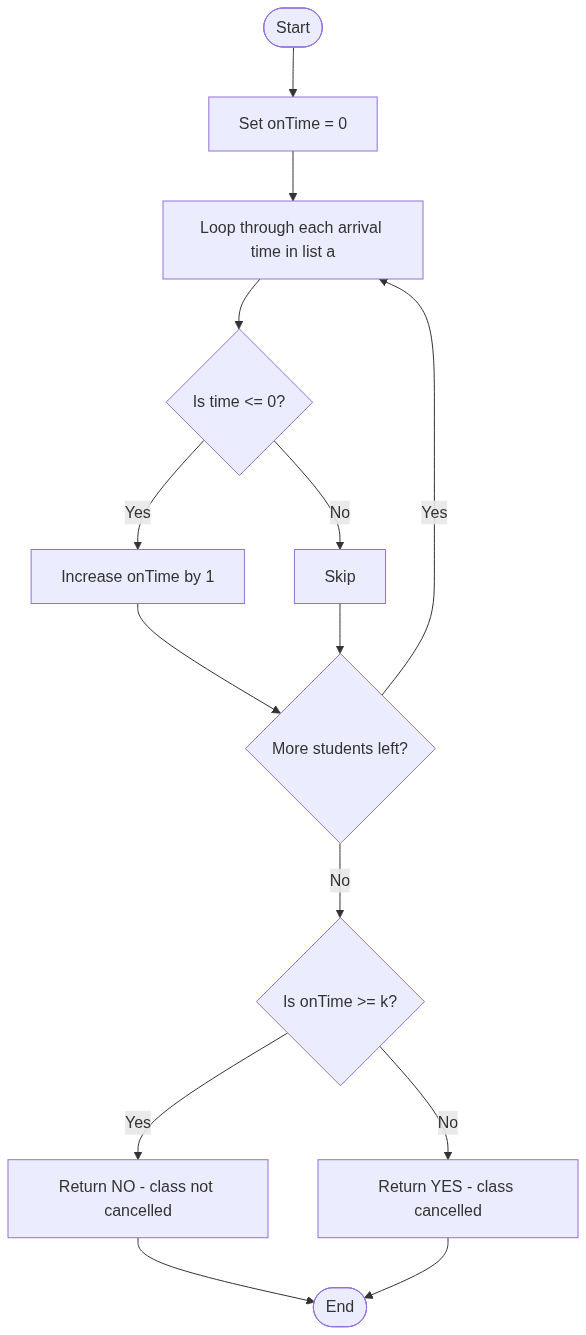 Start
Set onTime = 0
Loop through each arrival
time in list a
Is time <= 0?
Yes
No
Yes
Increase onTime by 1
Skip
More students left?
No
Is onTime >= k?
Yes
No
Return NO - class not
cancelled
Return YES - class
cancelled
End